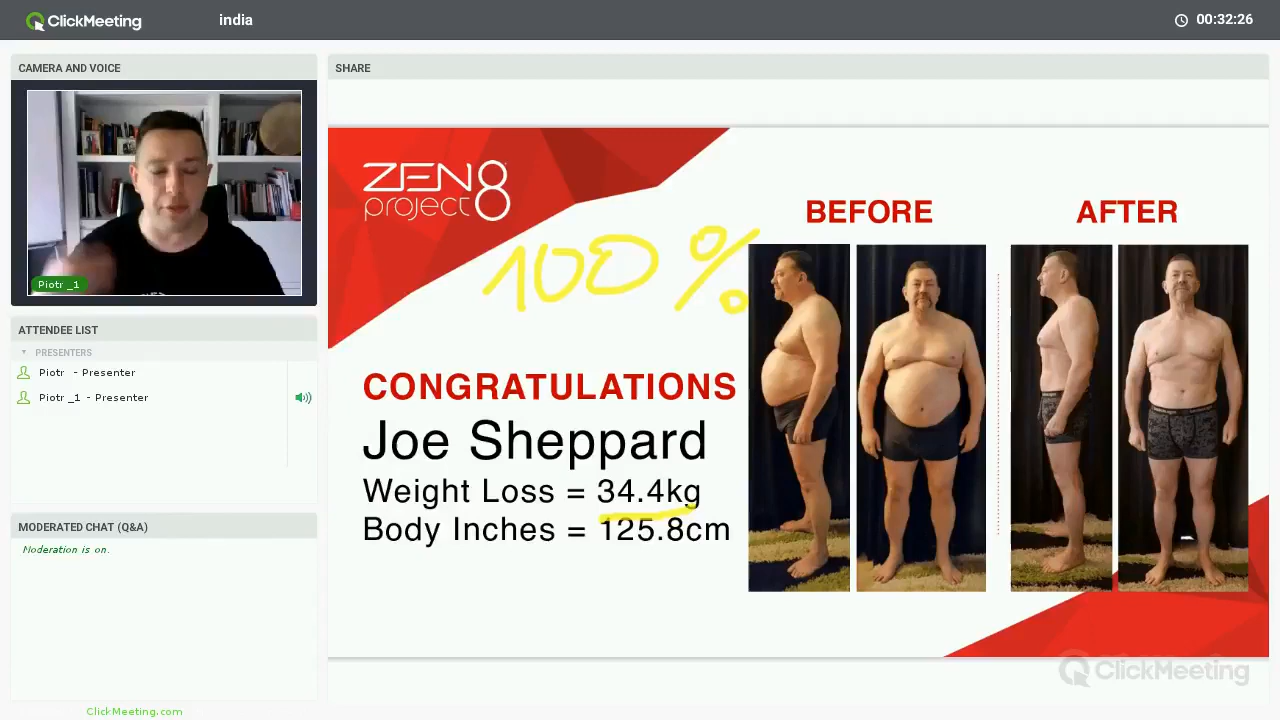 ClickMeeting
india
00:32:26
CAMERA AND VOICE
Piotr _1
ATTENDEE LIST
PRESENTERS
Piotr - Presenter
Piotr _1 - Presenter
MODERATED CHAT (Q&A)
Moderation is on.
ClickMeeting.com
SHARE
ZEN8
project
100 %
CONGRATULATIONS
Joe Sheppard
Weight Loss = 34.4kg
Body Inches = 125.8cm
BEFORE
AFTER
ClickMeeting